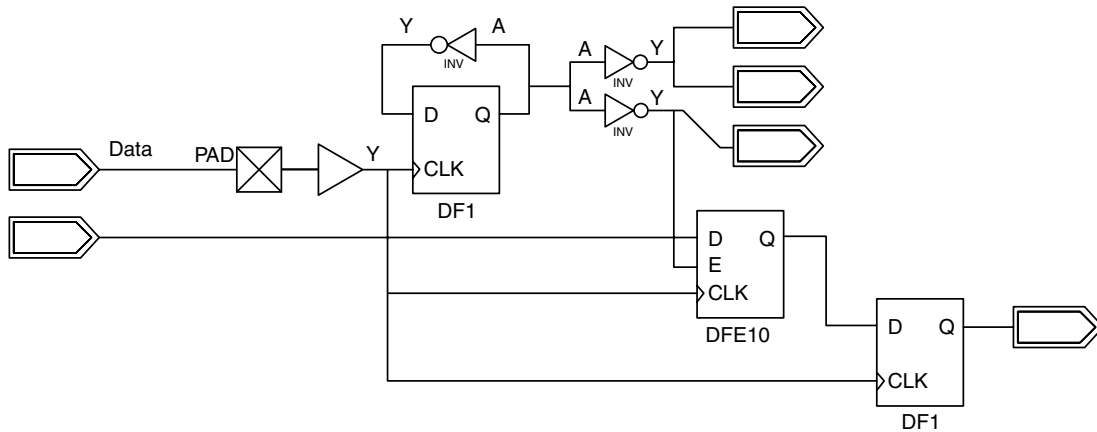 Y
A
INV
A
Y
INV
A
Y
INV
D
Q
CLK
DF1
Data
PAD
Y
D
Q
E
CLK
DFE10
D
Q
CLK
DF1